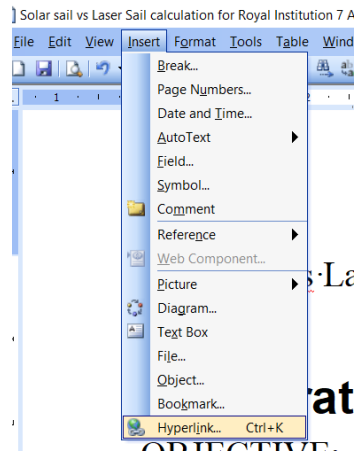 Solar sail vs Laser Sail calculation for Royal Institution 7 A
File Edit View Insert Format Tools Table Wind
1
Break...
Page Numbers...
Date and Time...
AutoText
Field...
Symbol...
Comment
Reference
Web Component...
Picture
s·La
Diagram...
Text Box
File...
Object...
Bookmark...
rat
Hyperlink... Ctrl+K
OBJECTIVE: